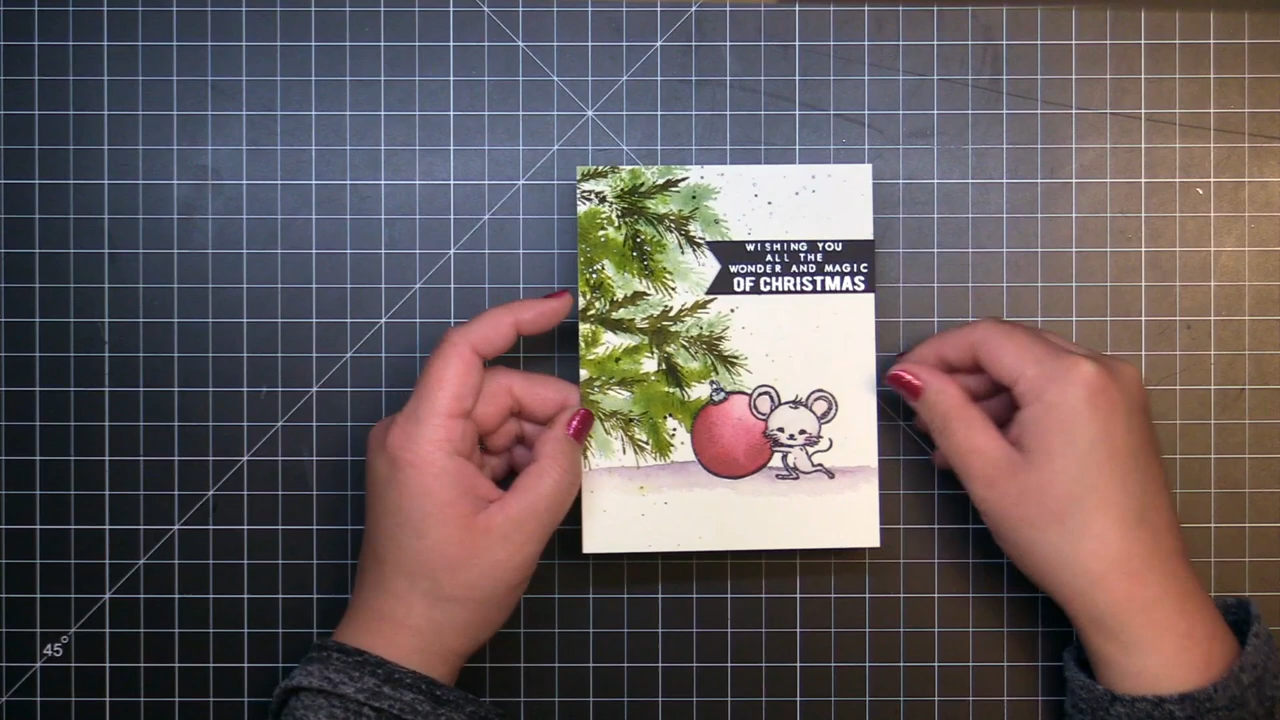 WISHING YOU
ALL THE
WONDER AND MAGIC
OF CHRISTMAS
45°